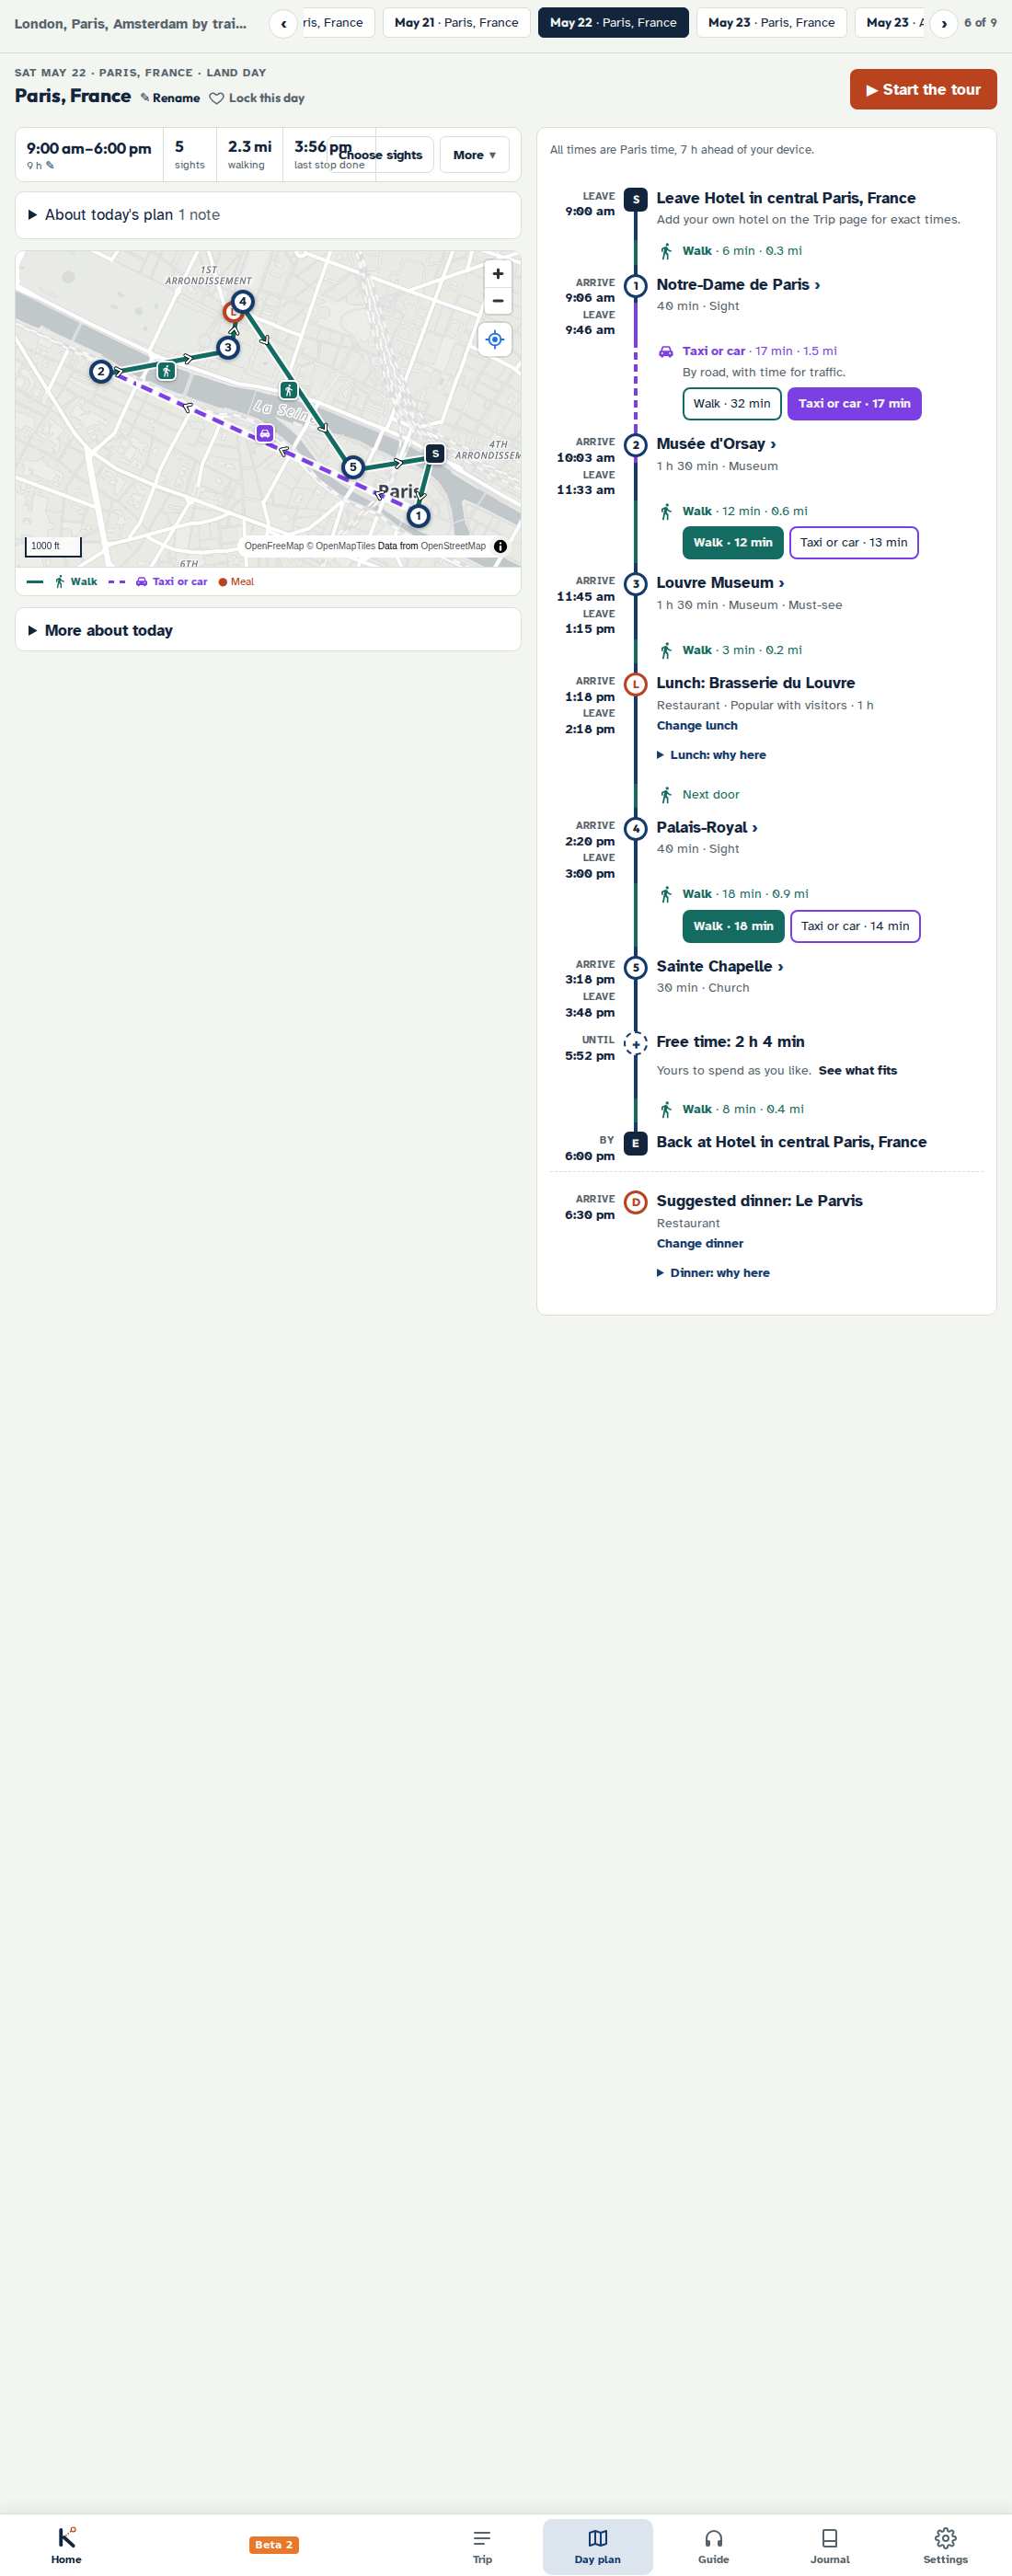 London, Paris, Amsterdam by trai...
‹
ris, France
May 21 · Paris, France
May 22 · Paris, France
May 23 · Paris, France
May 23 · A
›
6 of 9
SAT MAY 22 · PARIS, FRANCE · LAND DAY
Paris, France
✎ Rename
Lock this day
▶ Start the tour
9:00 am–6:00 pm
9 h ✎
5
sights
2.3 mi
walking
3:56 pm
last stop done
Choose sights
More ▼
▶ About today's plan 1 note
1ST
ARRONDISSEMENT
4
L
3
2
La Seine
S
4TH
ARRONDISSEM
5
Paris
1
+
−
1000 ft
OpenFreeMap © OpenMapTiles Data from OpenStreetMap
6TH
Walk
Taxi or car
Meal
▶ More about today
All times are Paris time, 7 h ahead of your device.
LEAVE
9:00 am
S
Leave Hotel in central Paris, France
Add your own hotel on the Trip page for exact times.
Walk · 6 min · 0.3 mi
ARRIVE
9:06 am
LEAVE
9:46 am
1
Notre-Dame de Paris ›
40 min · Sight
Taxi or car · 17 min · 1.5 mi
By road, with time for traffic.
Walk · 32 min
Taxi or car · 17 min
ARRIVE
10:03 am
LEAVE
11:33 am
2
Musée d'Orsay ›
1 h 30 min · Museum
Walk · 12 min · 0.6 mi
Walk · 12 min
Taxi or car · 13 min
ARRIVE
11:45 am
LEAVE
1:15 pm
3
Louvre Museum ›
1 h 30 min · Museum · Must-see
Walk · 3 min · 0.2 mi
ARRIVE
1:18 pm
LEAVE
2:18 pm
L
Lunch: Brasserie du Louvre
Restaurant · Popular with visitors · 1 h
Change lunch
▶ Lunch: why here
Next door
ARRIVE
2:20 pm
LEAVE
3:00 pm
4
Palais-Royal ›
40 min · Sight
Walk · 18 min · 0.9 mi
Walk · 18 min
Taxi or car · 14 min
ARRIVE
3:18 pm
LEAVE
3:48 pm
5
Sainte Chapelle ›
30 min · Church
UNTIL
5:52 pm
+
Free time: 2 h 4 min
Yours to spend as you like. See what fits
Walk · 8 min · 0.4 mi
BY
6:00 pm
E
Back at Hotel in central Paris, France
ARRIVE
6:30 pm
D
Suggested dinner: Le Parvis
Restaurant
Change dinner
▶ Dinner: why here
Home
Beta 2
Trip
Day plan
Guide
Journal
Settings